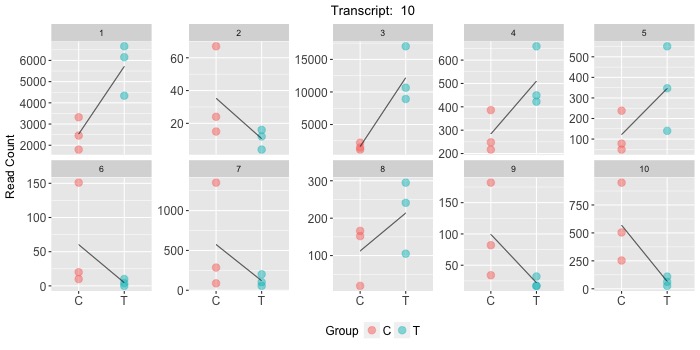 Transcript:  10
1 2 3 4 5
6000 5000 4000 3000 2000
60 40 20
15000 10000 5000
600 500 400 300 200
500 400 300 200 100
Read Count
6 7 8 9 10
150 100 50 0
1000 500 0
300 200 100
150 100 50
750 500 250 0
C T C T C T C T C T
Group C T